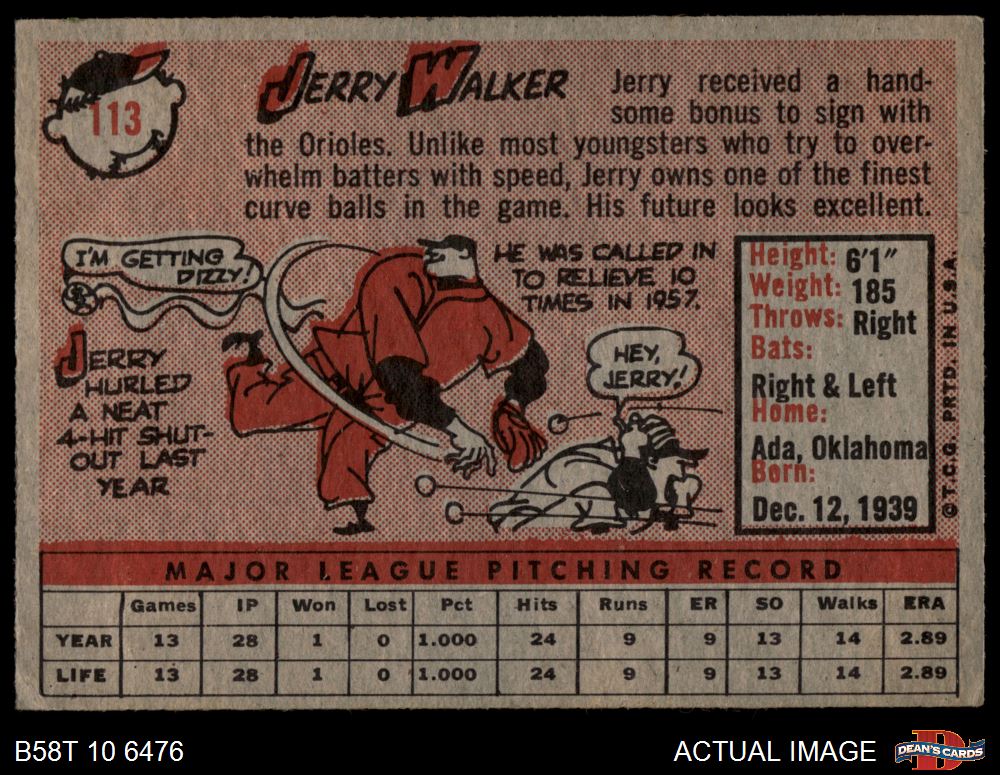 113
JERRY WALKER
Jerry received a hand-
some bonus to sign with
the Orioles. Unlike most youngsters who try to over-
whelm batters with speed, Jerry owns one of the finest
curve balls in the game. His future looks excellent.
I'M GETTING
DIZZY!
HE WAS CALLED IN
TO RELIEVE 10
TIMES IN 1957.
JERRY
HURLED
A NEAT
4-HIT SHUT-
OUT LAST
YEAR
HEY,
JERRY!
Height: 6'1"
Weight: 185
Throws: Right
Bats:
Right & Left
Home:
Ada, Oklahoma
Born:
Dec. 12, 1939
© T.C.G. PRTD. IN U.S.A.
MAJOR LEAGUE PITCHING RECORD
Games IP Won Lost Pct Hits Runs ER SO Walks ERA
YEAR 13 28 1 0 1.000 24 9 9 13 14 2.89
LIFE 13 28 1 0 1.000 24 9 9 13 14 2.89
B58T 10 6476
ACTUAL IMAGE
DEAN'S CARDS